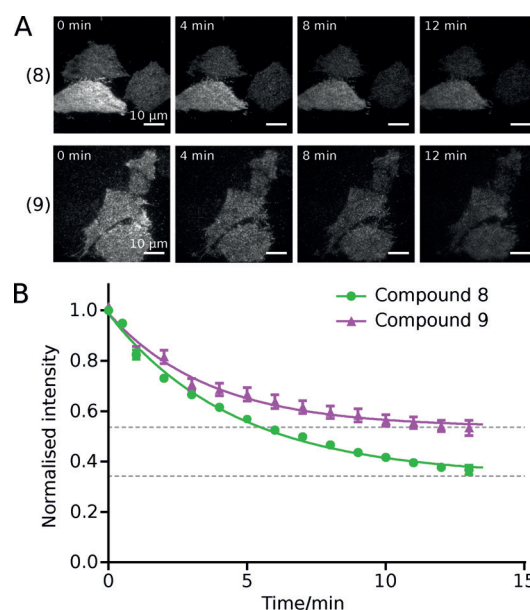 A
0 min
4 min
8 min
12 min
(8)
10 µm
0 min
4 min
8 min
12 min
(9)
10 µm
B
Compound 8
Compound 9
Normalised intensity
1.0
0.8
0.6
0.4
0.2
0.0
0
5
10
15
Time/min